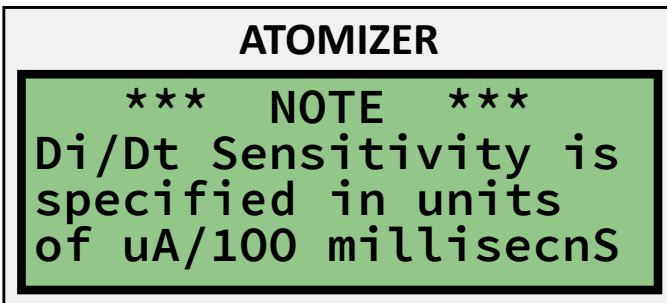 ATOMIZER
*** NOTE ***
Di/Dt Sensitivity is
specified in units
of uA/100 millisecnS